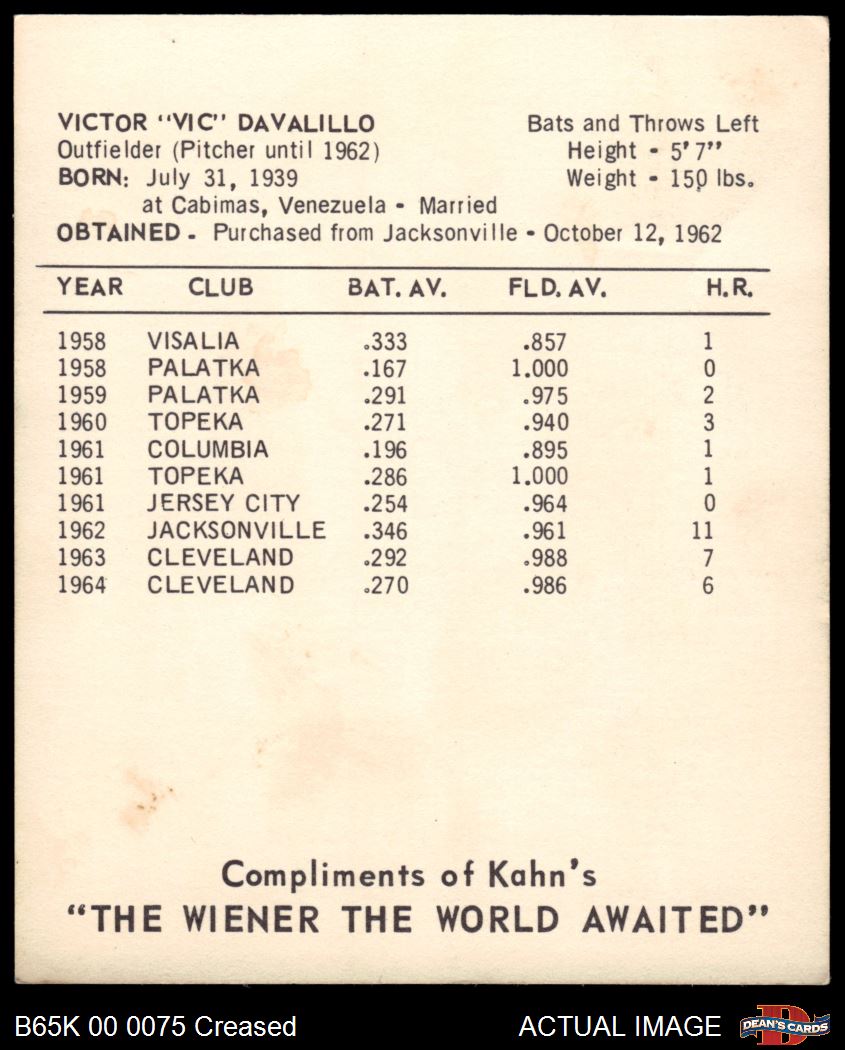 VICTOR "VIC" DAVALILLO Bats and Throws Left
Outfielder (Pitcher until 1962) Height - 5'7"
BORN: July 31, 1939 Weight - 150 lbs.
at Cabimas, Venezuela - Married
OBTAINED - Purchased from Jacksonville - October 12, 1962
YEAR CLUB BAT. AV. FLD. AV. H.R.
1958 VISALIA .333 .857 1
1958 PALATKA .167 1.000 0
1959 PALATKA .291 .975 2
1960 TOPEKA .271 .940 3
1961 COLUMBIA .196 .895 1
1961 TOPEKA .286 1.000 1
1961 JERSEY CITY .254 .964 0
1962 JACKSONVILLE .346 .961 11
1963 CLEVELAND .292 .988 7
1964 CLEVELAND .270 .986 6
Compliments of Kahn's
"THE WIENER THE WORLD AWAITED"
B65K 00 0075 Creased ACTUAL IMAGE DEAN'S CARDS